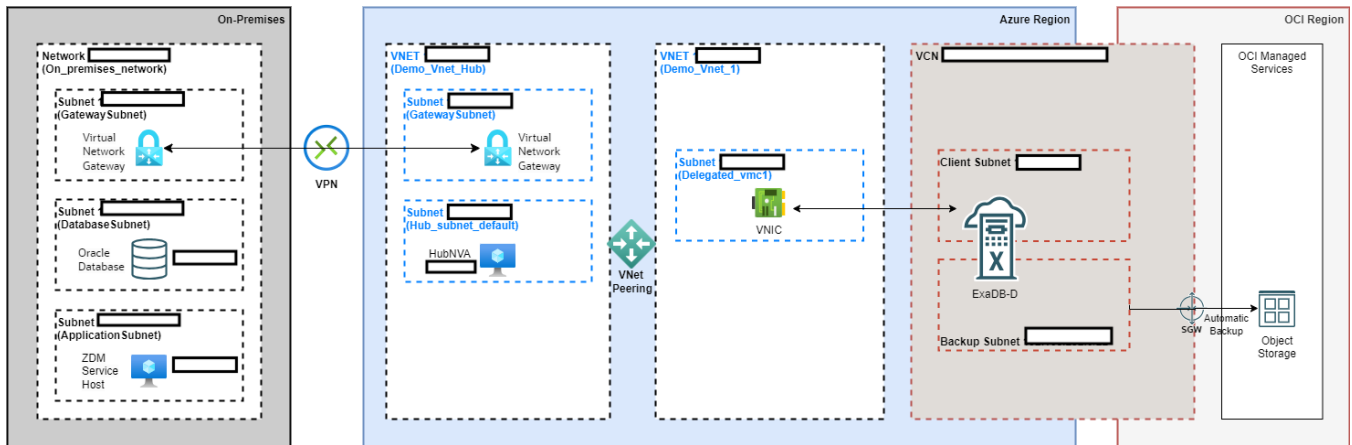 On-Premises
Network
(On_premises_network)
Subnet
(GatewaySubnet)
Virtual
Network
Gateway
Subnet
(DatabaseSubnet)
Oracle
Database
Subnet
(ApplicationSubnet)
ZDM
Service
Host
VPN
Azure Region
VNET
(Demo_Vnet_Hub)
Subnet
(GatewaySubnet)
Virtual
Network
Gateway
Subnet
(Hub_subnet_default)
HubNVA
VNet
Peering
VNET
(Demo_Vnet_1)
Subnet
(Delegated_vmc1)
VNIC
VCN
Client Subnet
X
ExaDB-D
Backup Subnet
OCI Region
OCI Managed
Services
SGW
Automatic
Backup
Object
Storage